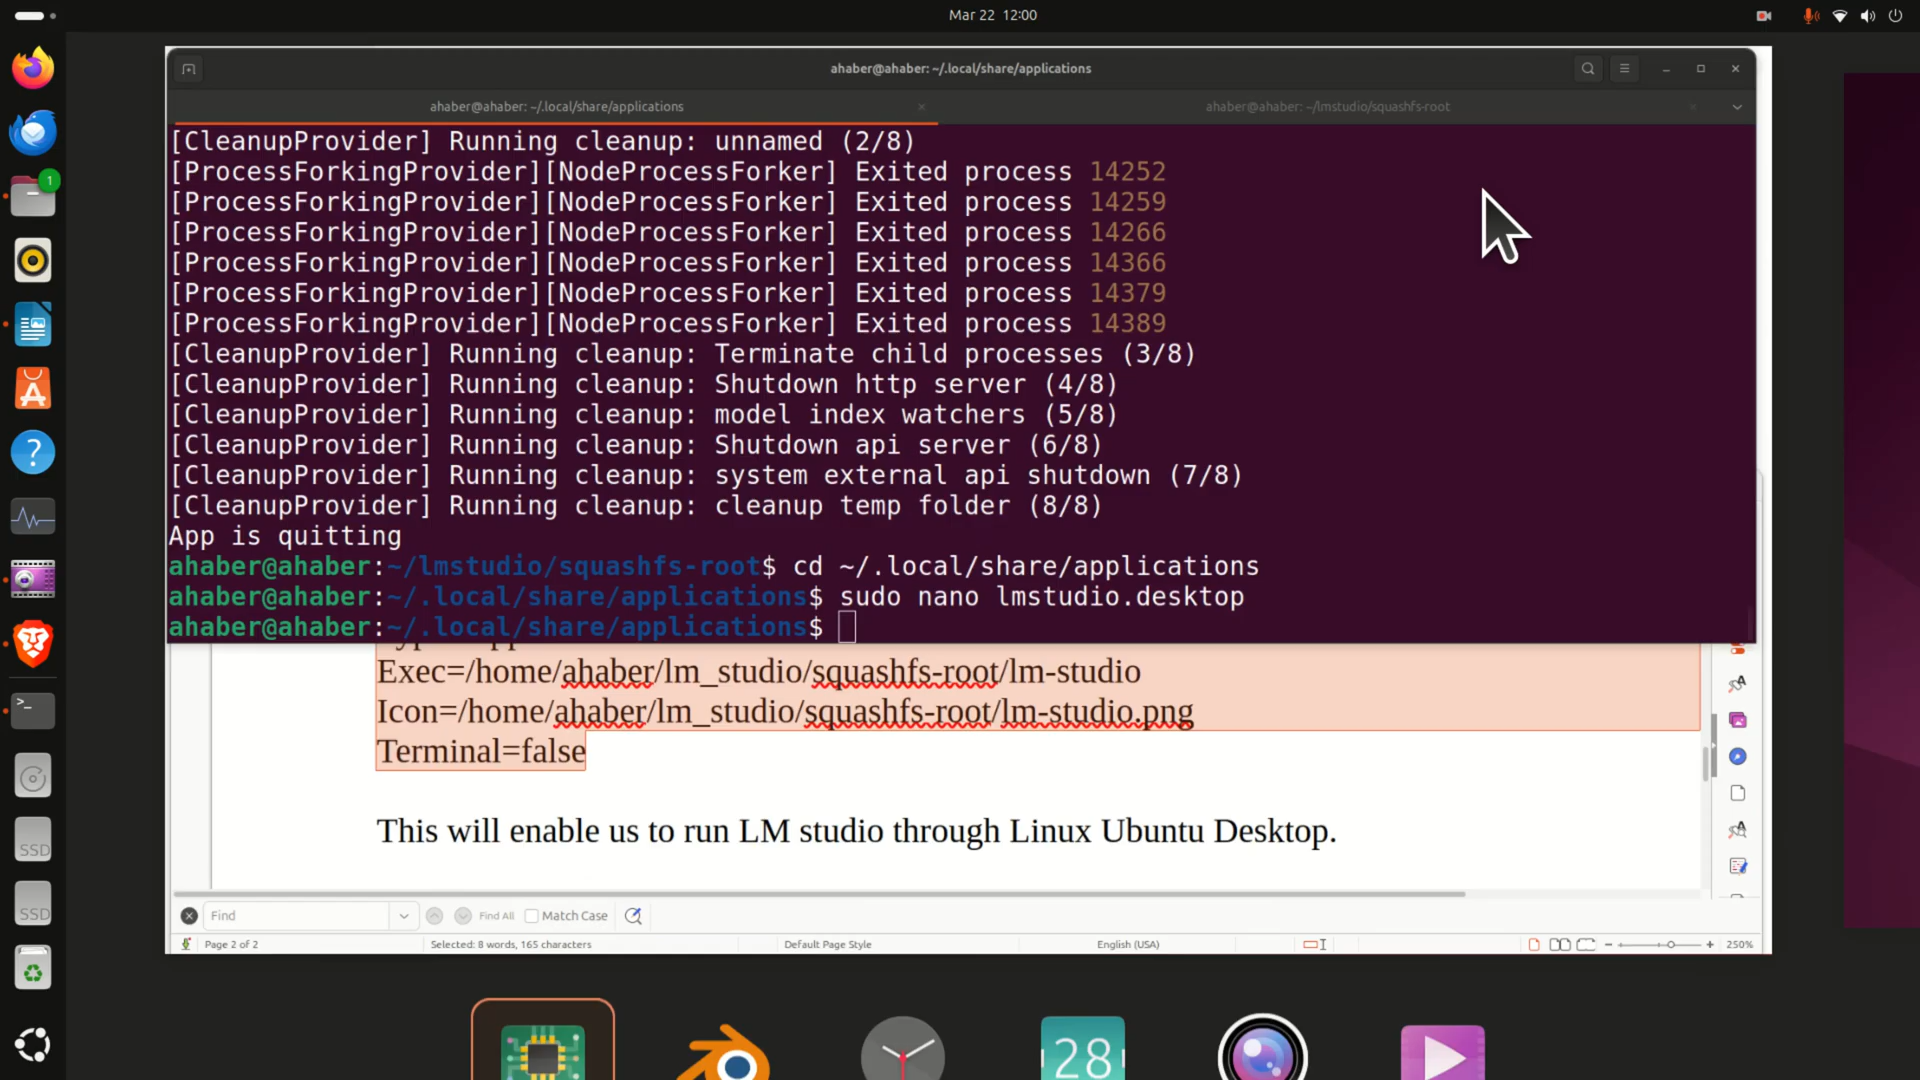 Mar 22 12:00
ahaber@ahaber: ~/.local/share/applications
ahaber@ahaber: ~/.local/share/applications
ahaber@ahaber: ~/lmstudio/squashfs-root
[CleanupProvider] Running cleanup: unnamed (2/8)
[ProcessForkingProvider][NodeProcessForker] Exited process 14252
[ProcessForkingProvider][NodeProcessForker] Exited process 14259
[ProcessForkingProvider][NodeProcessForker] Exited process 14266
[ProcessForkingProvider][NodeProcessForker] Exited process 14366
[ProcessForkingProvider][NodeProcessForker] Exited process 14379
[ProcessForkingProvider][NodeProcessForker] Exited process 14389
[CleanupProvider] Running cleanup: Terminate child processes (3/8)
[CleanupProvider] Running cleanup: Shutdown http server (4/8)
[CleanupProvider] Running cleanup: model index watchers (5/8)
[CleanupProvider] Running cleanup: Shutdown api server (6/8)
[CleanupProvider] Running cleanup: system external api shutdown (7/8)
[CleanupProvider] Running cleanup: cleanup temp folder (8/8)
App is quitting
ahaber@ahaber:~/lmstudio/squashfs-root$ cd ~/.local/share/applications
ahaber@ahaber:~/.local/share/applications$ sudo nano lmstudio.desktop
ahaber@ahaber:~/.local/share/applications$
Exec=/home/ahaber/lm_studio/squashfs-root/lm-studio
Icon=/home/ahaber/lm_studio/squashfs-root/lm-studio.png
Terminal=false
This will enable us to run LM studio through Linux Ubuntu Desktop.
Find
Find All
Match Case
Page 2 of 2
Selected: 8 words, 165 characters
Default Page Style
English (USA)
250%
1
SSD
SSD
28